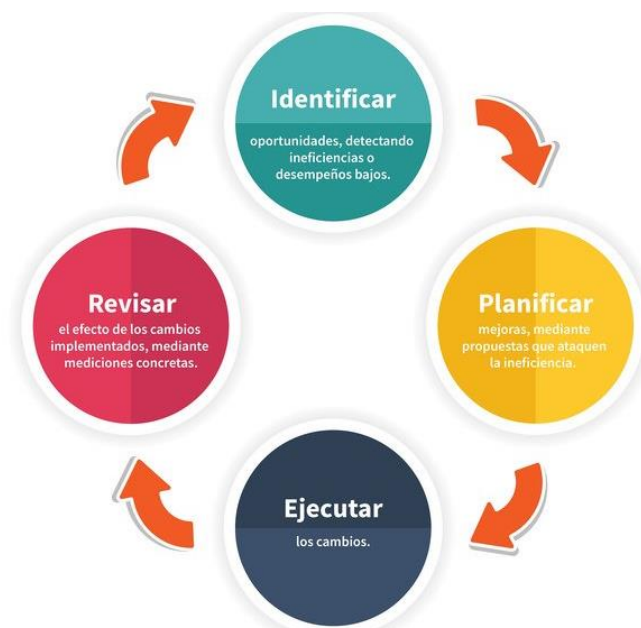 Identificar
oportunidades, detectando
ineficiencias o
desempeños bajos.
Planificar
mejoras, mediante
propuestas que ataquen
la ineficiencia.
Ejecutar
los cambios.
Revisar
el efecto de los cambios
implementados, mediante
mediciones concretas.